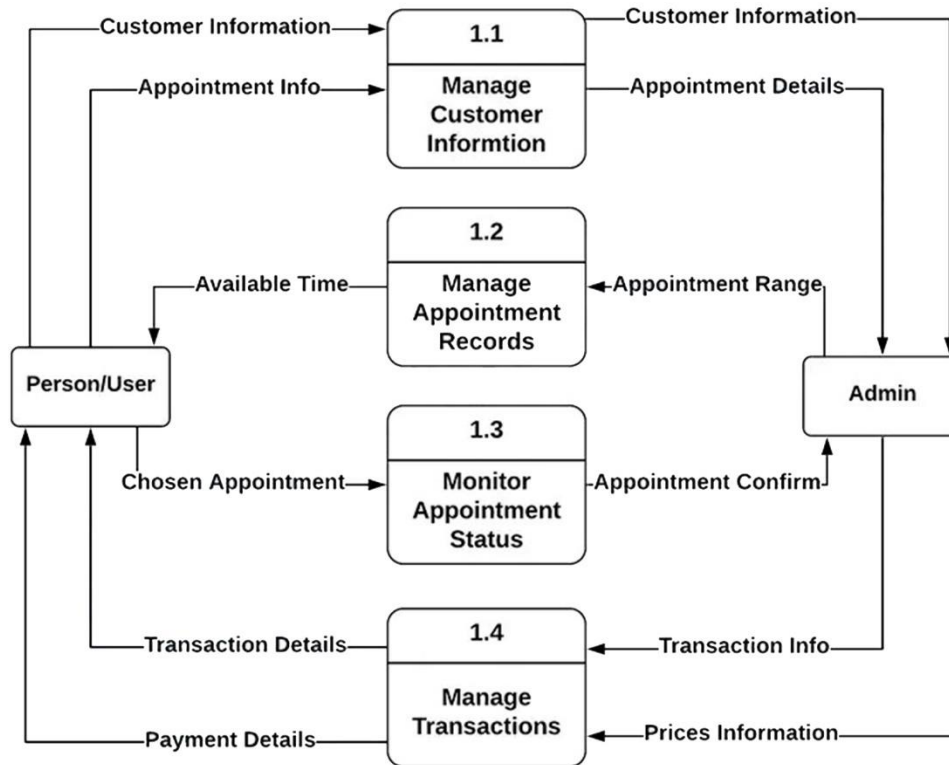 Customer Information
1.1
Customer Information
Appointment Info
Manage
Customer
Informtion
Appointment Details
1.2
Available Time
Manage
Appointment
Records
Appointment Range
Person/User
Admin
1.3
Chosen Appointment
Monitor
Appointment
Status
Appointment Confirm
1.4
Transaction Details
Transaction Info
Manage
Transactions
Payment Details
Prices Information